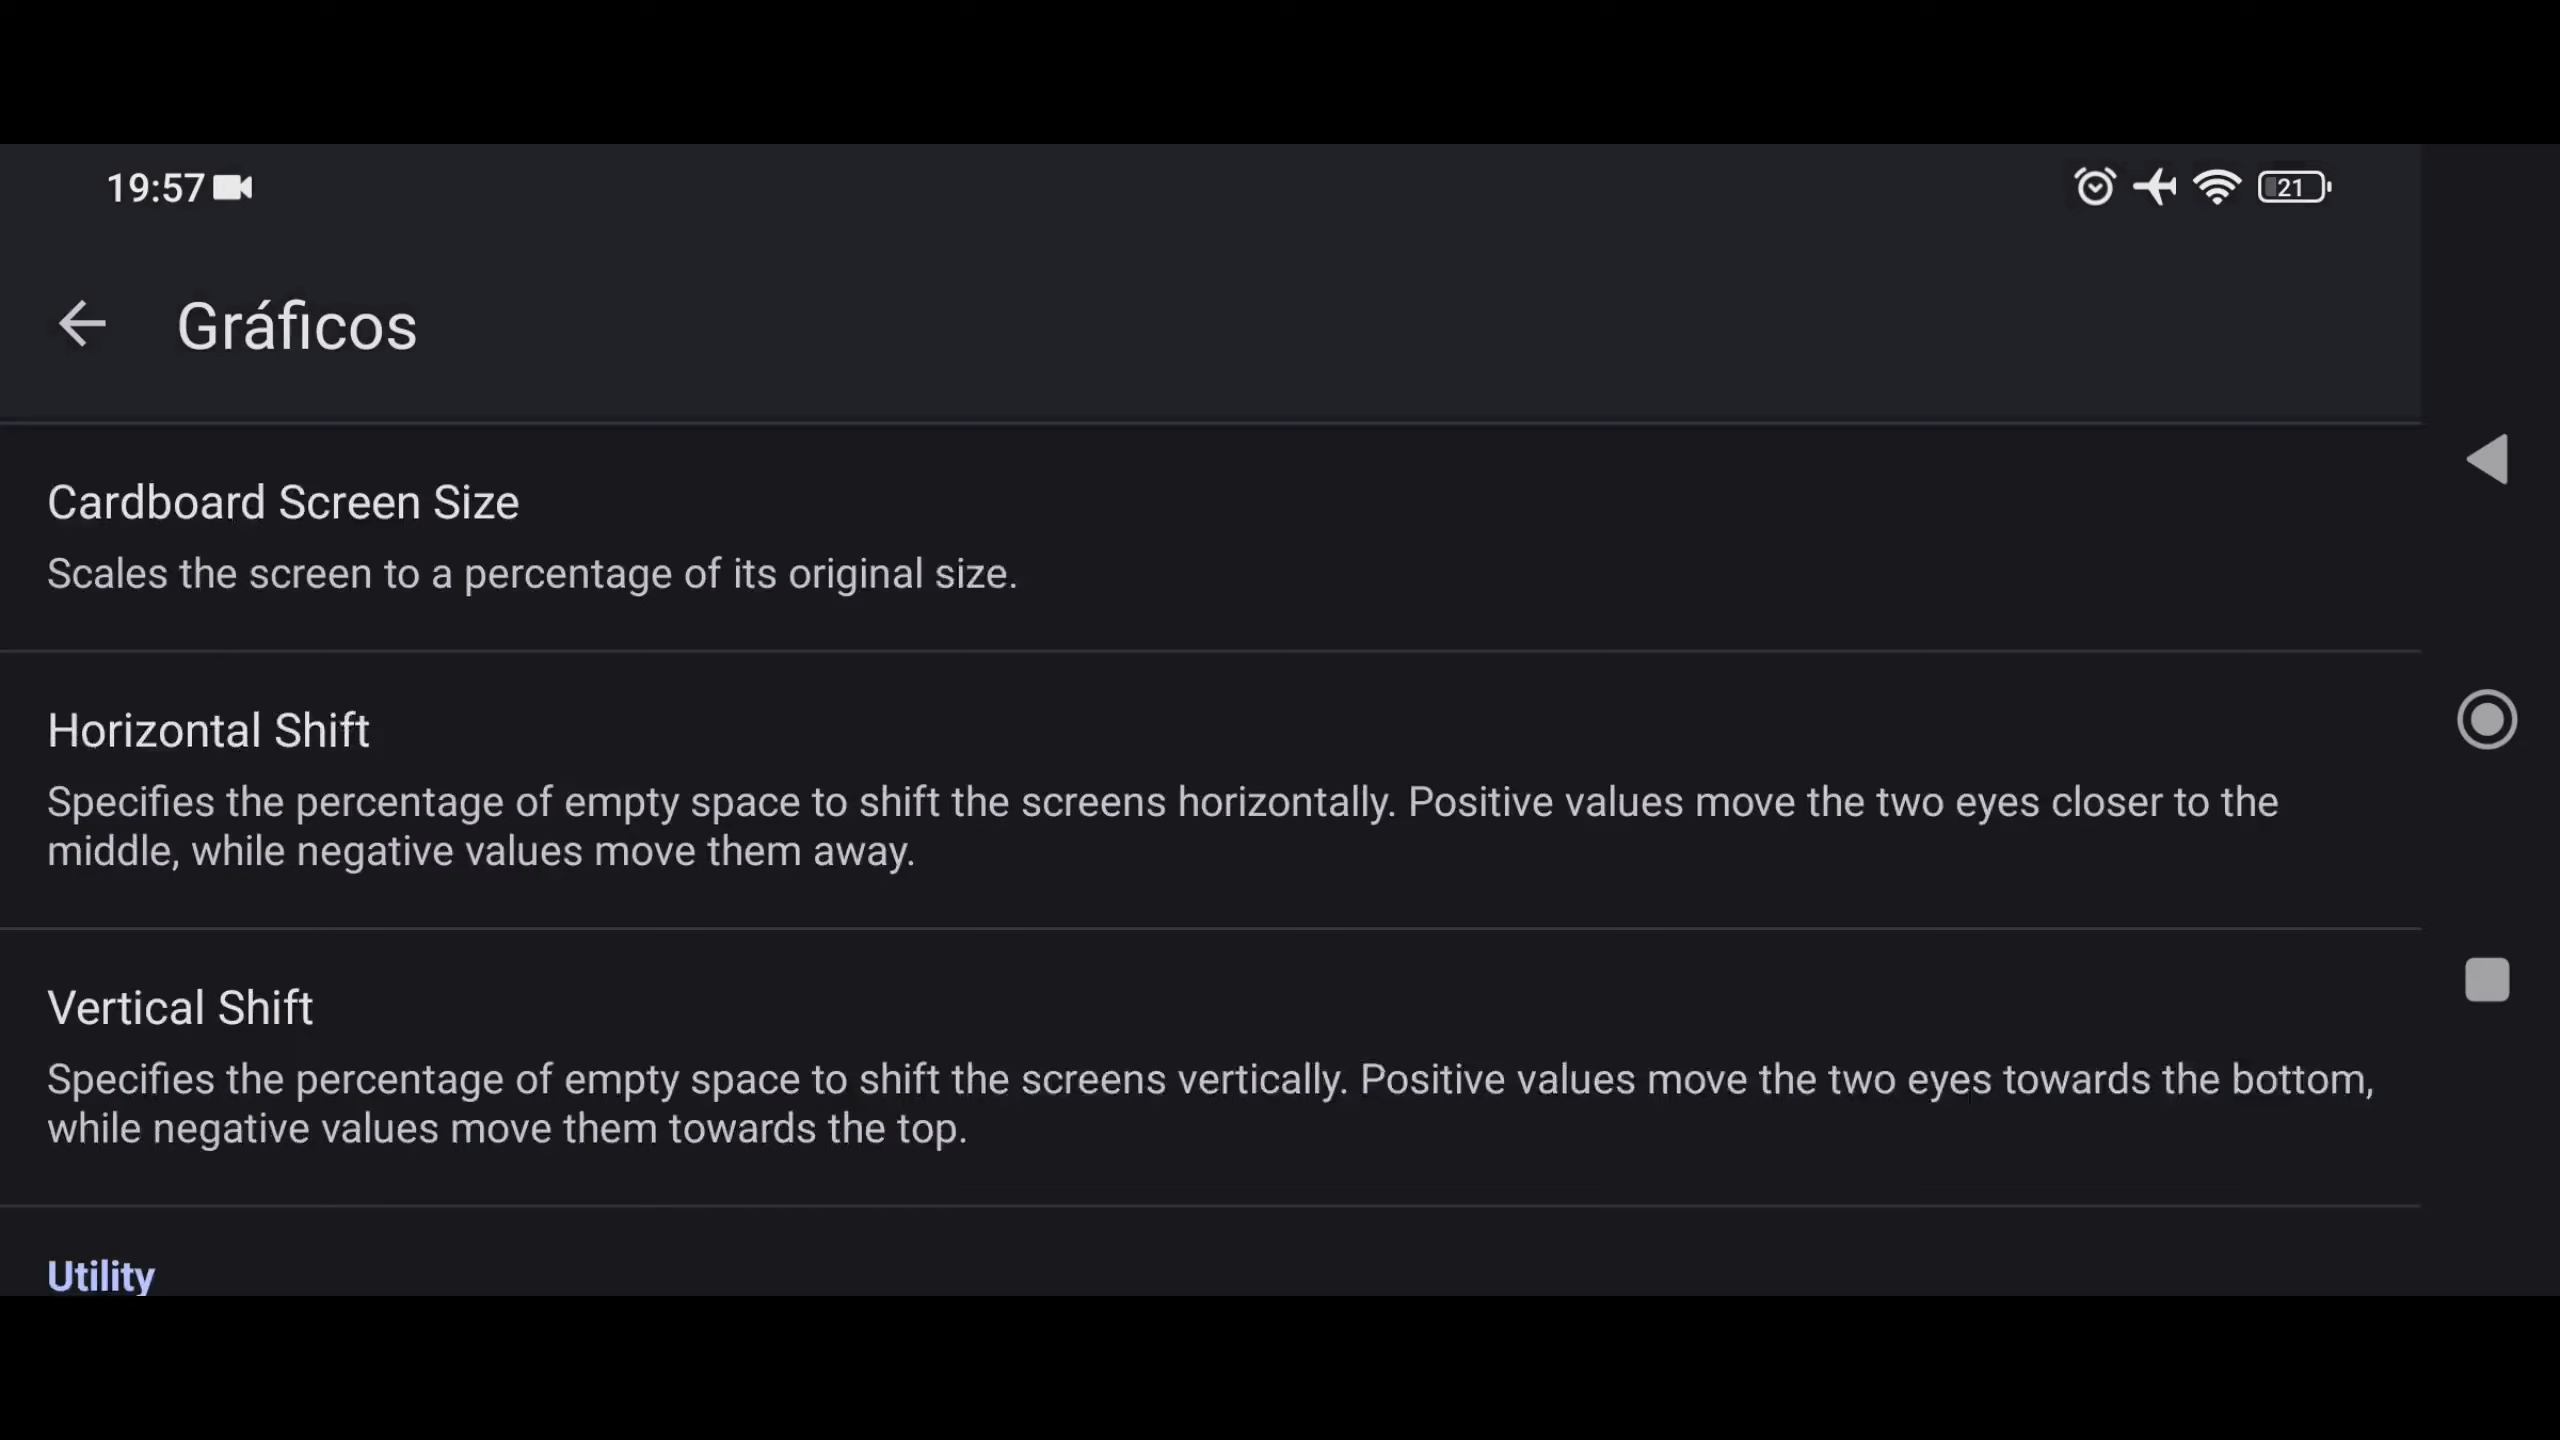 19:57
21
Gráficos
Cardboard Screen Size
Scales the screen to a percentage of its original size.
Horizontal Shift
Specifies the percentage of empty space to shift the screens horizontally. Positive values move the two eyes closer to the
middle, while negative values move them away.
Vertical Shift
Specifies the percentage of empty space to shift the screens vertically. Positive values move the two eyes towards the bottom,
while negative values move them towards the top.
Utility